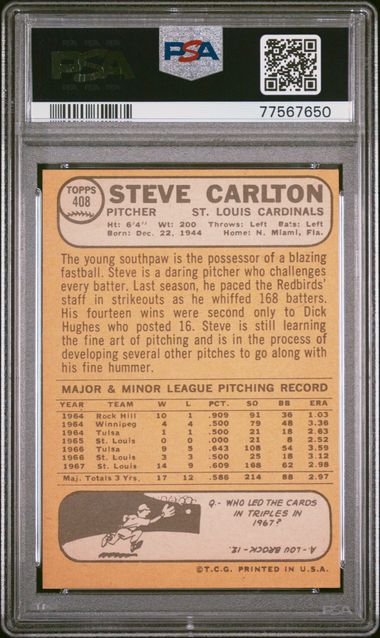 PSA
PSA
77567650
TOPPS
408
STEVE CARLTON
PITCHER ST. LOUIS CARDINALS
Ht: 6'4" Wt: 200 Throws: Left Bats: Left
Born: Dec. 22, 1944 Home: N. Miami, Fla.
The young southpaw is the possessor of a blazing
fastball. Steve is a daring pitcher who challenges
every batter. Last season, he paced the Redbirds'
staff in strikeouts as he whiffed 168 batters.
His fourteen wins were second only to Dick
Hughes who posted 16. Steve is still learning
the fine art of pitching and is in the process of
developing several other pitches to go along with
his fine hummer.
MAJOR & MINOR LEAGUE PITCHING RECORD
YEAR TEAM W L PCT. SO BB ERA
1964 Rock Hill 10 1 .909 91 36 1.03
1964 Winnipeg 4 4 .500 79 48 3.36
1964 Tulsa 1 1 .500 21 18 2.63
1965 St. Louis 0 0 .000 21 8 2.52
1966 Tulsa 9 5 .643 108 54 3.59
1966 St. Louis 3 3 .500 25 18 3.12
1967 St. Louis 14 9 .609 168 62 2.98
Maj. Totals 3 Yrs. 17 12 .586 214 88 2.97
Q.- WHO LED THE CARDS
IN TRIPLES IN
1967?
A.- LOU BROCK - 12.
©T.C.G. PRINTED IN U.S.A.